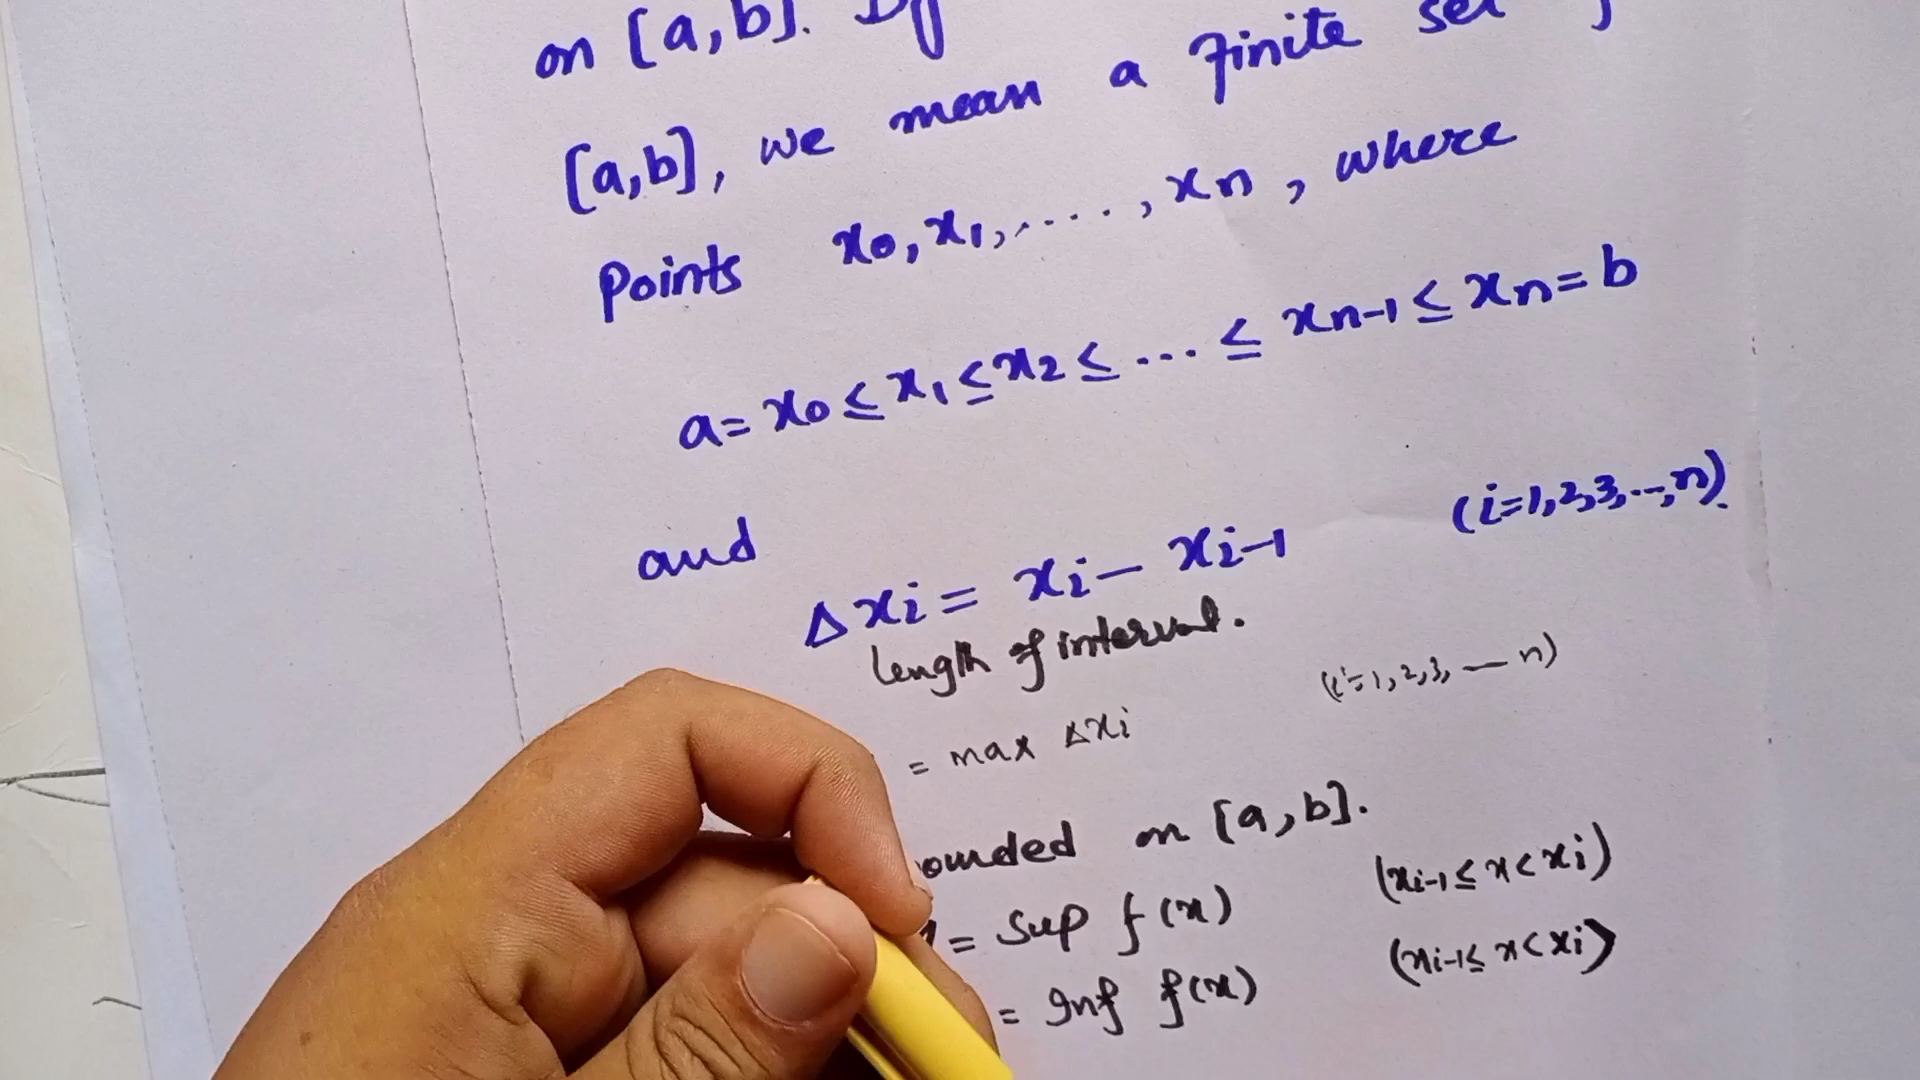 on [a,b]. By
[a,b], we mean a finite set
Points x₀, x₁, ....., xₙ, where
a = x₀ ≤ x₁ ≤ x₂ ≤ ... ≤ xₙ₋₁ ≤ xₙ = b
and
Δxᵢ = xᵢ − xᵢ₋₁ (i=1,2,3,...,n).
length of interval.
= max Δxᵢ (i=1,2,3, — n)
ounded on [a,b].
= Sup f(x) (xᵢ₋₁ ≤ x < xᵢ)
= Inf f(x) (xᵢ₋₁ ≤ x < xᵢ)